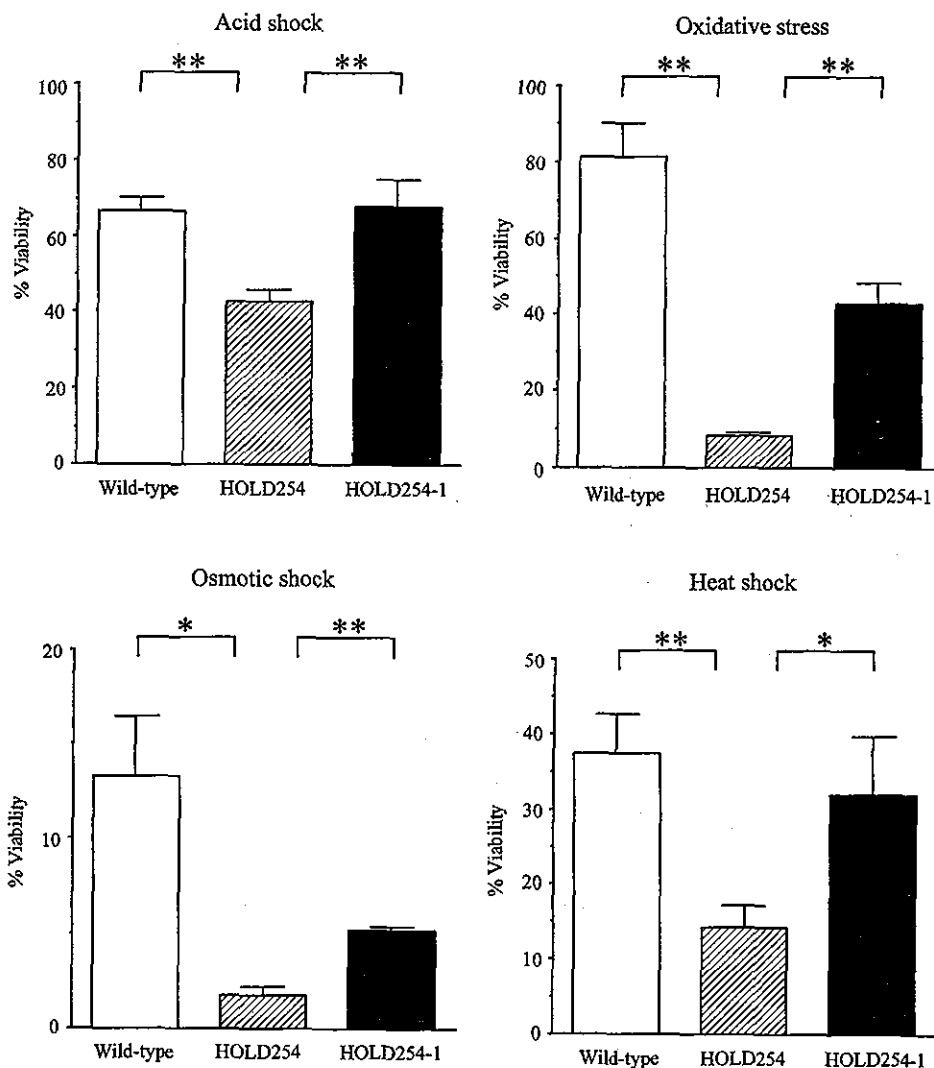 Acid shock
** **
100
80
60
40
20
0
% Viability
Wild-type HOLD254 HOLD254-1
Oxidative stress
** **
100
80
60
40
20
0
% Viability
Wild-type HOLD254 HOLD254-1
Osmotic shock
* **
20
10
0
% Viability
Wild-type HOLD254 HOLD254-1
Heat shock
** *
50
40
30
20
10
0
% Viability
Wild-type HOLD254 HOLD254-1